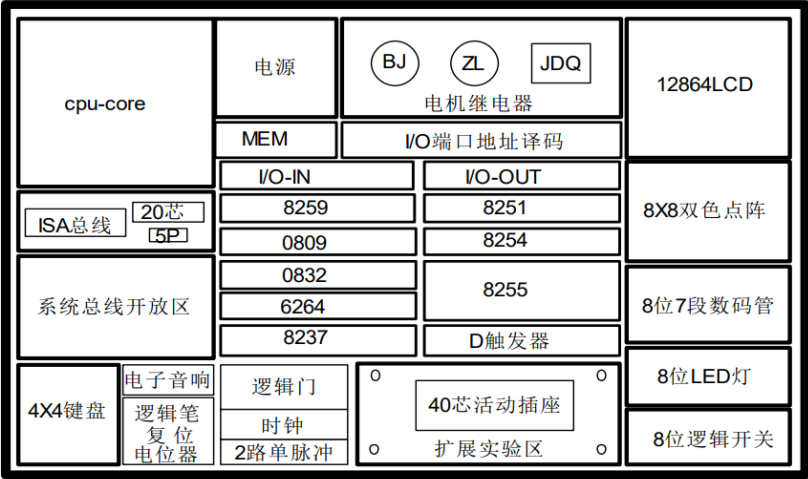 cpu-core
电源
BJ
ZL
JDQ
电机继电器
12864LCD
MEM
I/O端口地址译码
I/O-IN
I/O-OUT
ISA总线
20芯
5P
8259
8251
8X8双色点阵
0809
8254
系统总线开放区
0832
8255
6264
8位7段数码管
8237
D触发器
4X4键盘
电子音响
逻辑笔
复位
电位器
逻辑门
时钟
2路单脉冲
40芯活动插座
扩展实验区
8位LED灯
8位逻辑开关